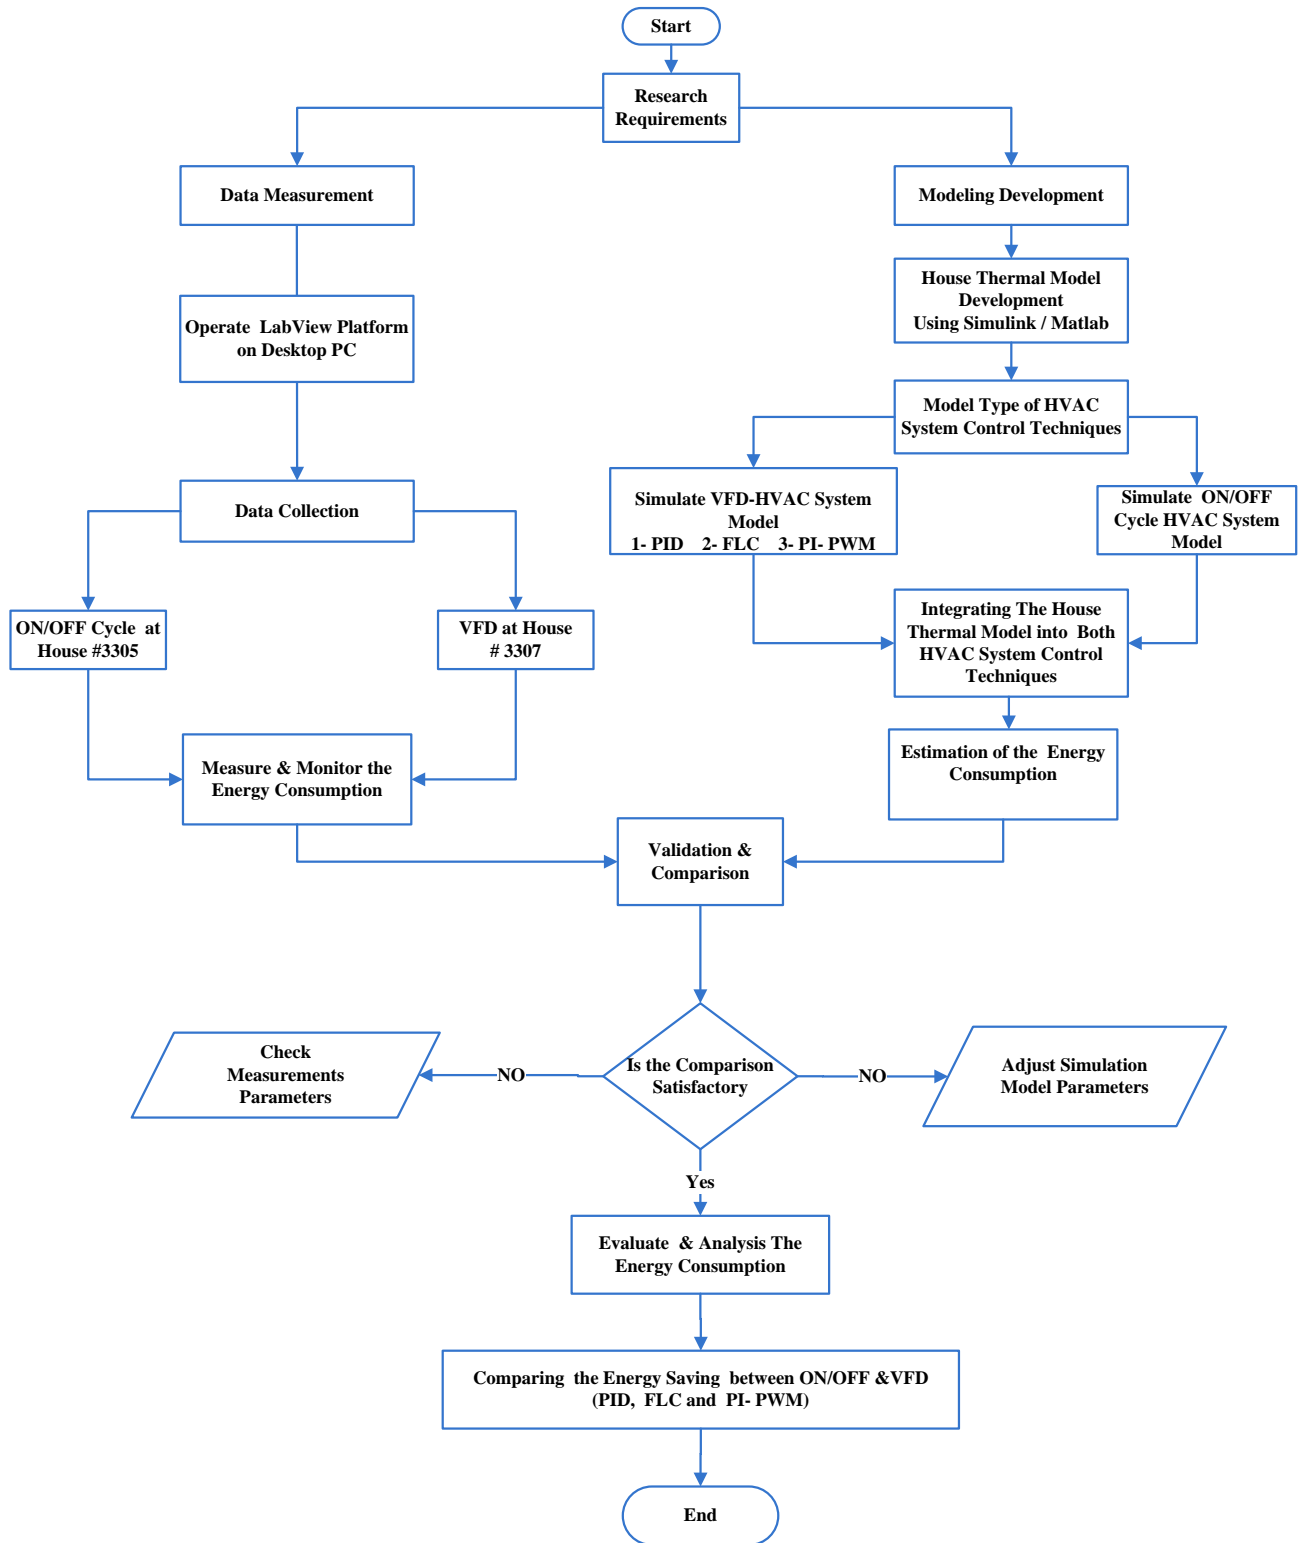 Start
Research
Requirements
Data Measurement
Modeling Development
House Thermal Model
Development
Using Simulink / Matlab
Operate LabView Platform
on Desktop PC
Model Type of HVAC
System Control Techniques
Data Collection
Simulate VFD-HVAC System
Model
1- PID 2- FLC 3- PI- PWM
Simulate ON/OFF
Cycle HVAC System
Model
ON/OFF Cycle at
House #3305
VFD at House
# 3307
Integrating The House
Thermal Model into Both
HVAC System Control
Techniques
Measure & Monitor the
Energy Consumption
Estimation of the Energy
Consumption
Validation &
Comparison
Check
Measurements
Parameters
NO
Is the Comparison
Satisfactory
NO
Adjust Simulation
Model Parameters
Yes
Evaluate & Analysis The
Energy Consumption
Comparing the Energy Saving between ON/OFF &VFD
(PID, FLC and PI- PWM)
End